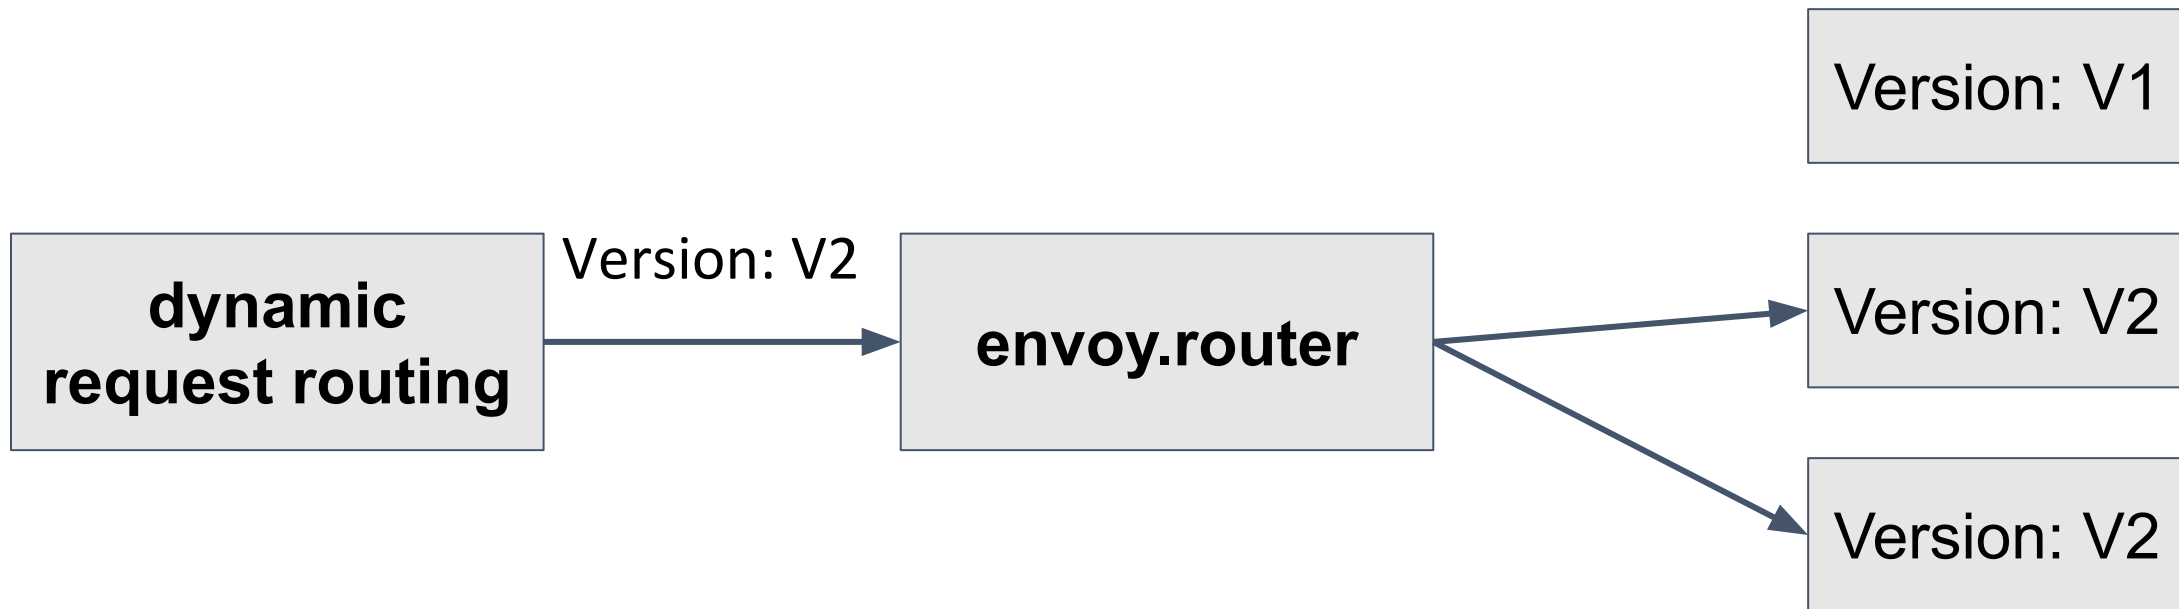 Version: V1
Version: V2
dynamic
request routing
envoy.router
Version: V2
Version: V2